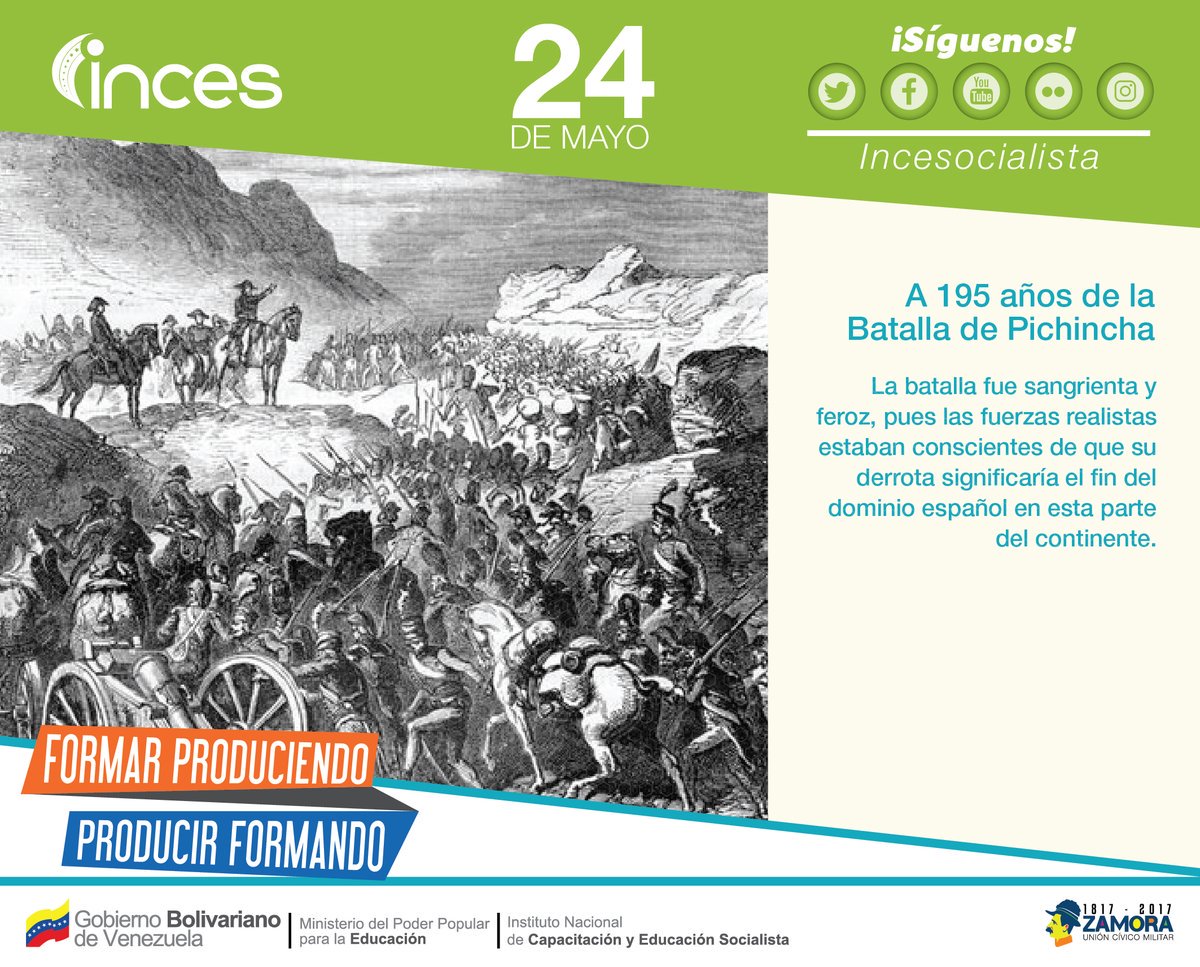 inces
24
DE MAYO
¡Síguenos!
You
Tube
Incesocialista
A 195 años de la
Batalla de Pichincha
La batalla fue sangrienta y
feroz, pues las fuerzas realistas
estaban conscientes de que su
derrota significaría el fin del
dominio español en esta parte
del continente.
FORMAR PRODUCIENDO
PRODUCIR FORMANDO
Gobierno Bolivariano
de Venezuela
Ministerio del Poder Popular
para la Educación
Instituto Nacional
de Capacitación y Educación Socialista
1817 - 2017
ZAMORA
UNIÓN CÍVICO MILITAR